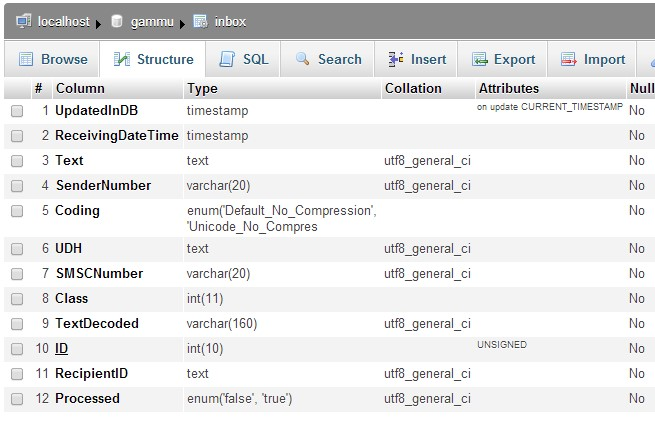 localhost gammu inbox
Browse Structure SQL Search Insert Export Import
# Column Type Collation Attributes Null
1 UpdatedInDB timestamp on update CURRENT_TIMESTAMP No
2 ReceivingDateTime timestamp No
3 Text text utf8_general_ci No
4 SenderNumber varchar(20) utf8_general_ci No
5 Coding enum('Default_No_Compression', No
'Unicode_No_Compres
6 UDH text utf8_general_ci No
7 SMSCNumber varchar(20) utf8_general_ci No
8 Class int(11) No
9 TextDecoded varchar(160) utf8_general_ci No
10 ID int(10) UNSIGNED No
11 RecipientID text utf8_general_ci No
12 Processed enum('false', 'true') utf8_general_ci No